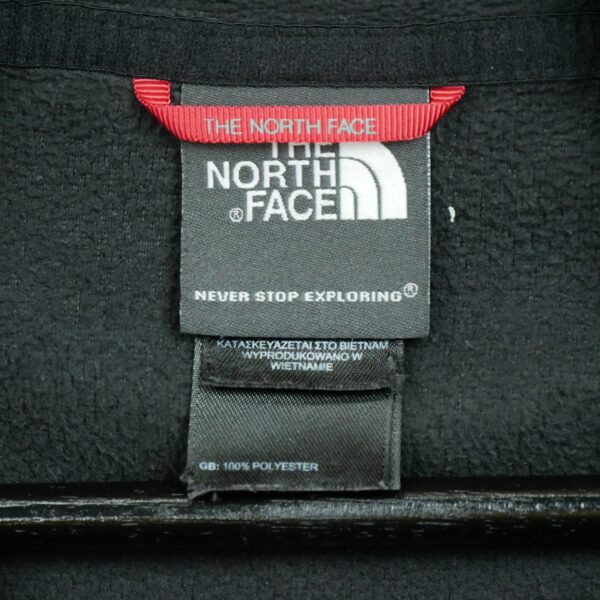 THE NORTH FACE
THE
NORTH
®FACE
NEVER STOP EXPLORING®
ΚΑΤΑΣΚΕΥΑΖΕΤΑΙ ΣΤΟ ΒΙΕΤΝΑΜ
WYPRODUKOWANO W
WIETNAMIE
GB: 100% POLYESTER